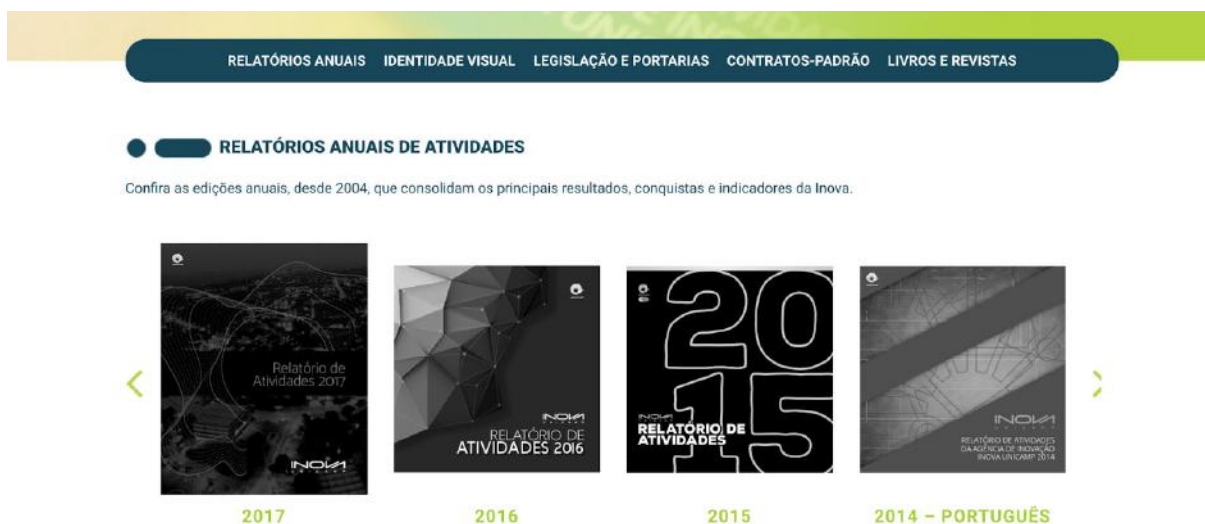 RELATÓRIOS ANUAIS IDENTIDADE VISUAL LEGISLAÇÃO E PORTARIAS CONTRATOS-PADRÃO LIVROS E REVISTAS
RELATÓRIOS ANUAIS DE ATIVIDADES
Confira as edições anuais, desde 2004, que consolidam os principais resultados, conquistas e indicadores da Inova.
Relatório de
Atividades 2017
INOVA
UNICAMP
2017
INOVA
RELATÓRIO DE
ATIVIDADES 2016
2016
20
15
INOVA
RELATÓRIO DE
ATIVIDADES
2015
INOVA
RELATÓRIO DE ATIVIDADES
DA AGÊNCIA DE INOVAÇÃO
INOVA UNICAMP 2014
2014 – PORTUGUÊS